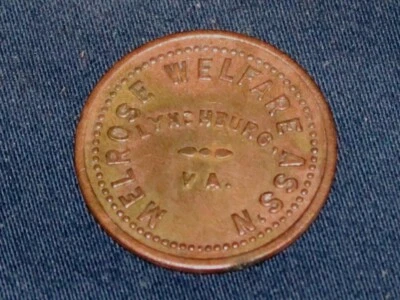 MELROSE WELFARE ASS'N
LYNCHBURG,
VA.